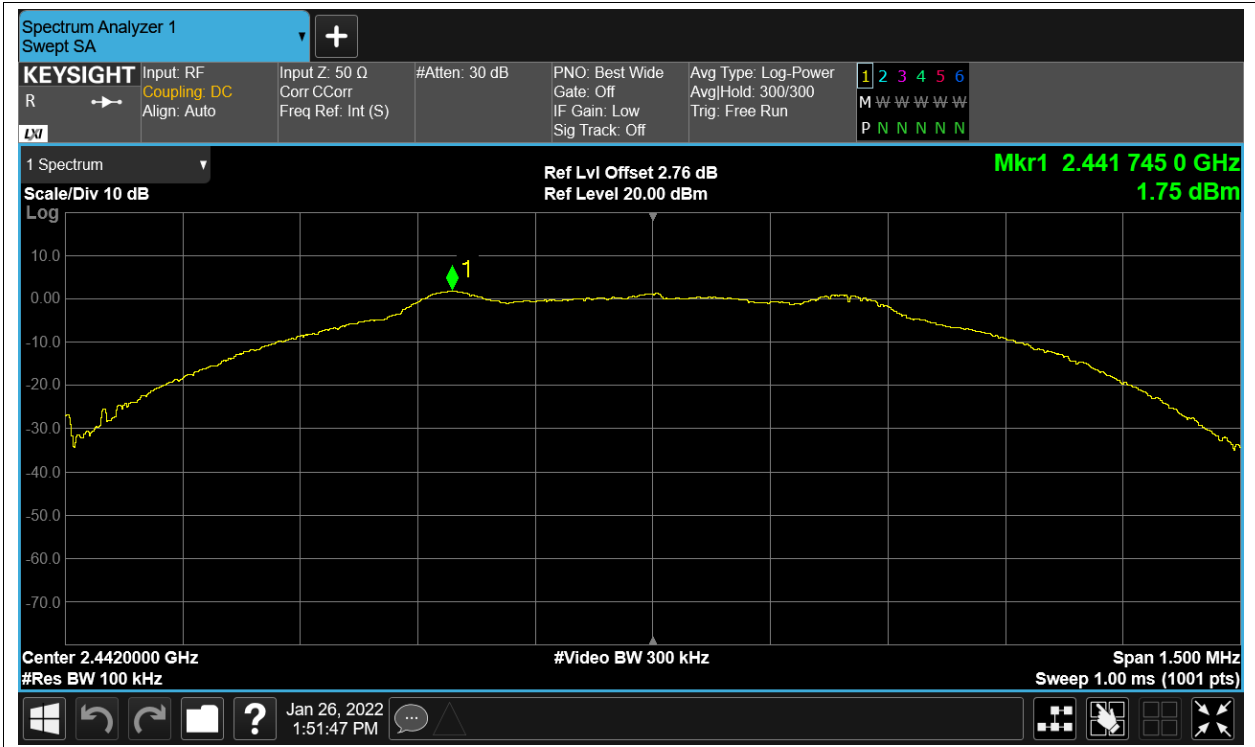 Spectrum Analyzer 1
Swept SA
KEYSIGHT
R
LXI
Input: RF
Coupling: DC
Align: Auto
Input Z: 50 Ω
Corr CCorr
Freq Ref: Int (S)
#Atten: 30 dB
PNO: Best Wide
Gate: Off
IF Gain: Low
Sig Track: Off
Avg Type: Log-Power
Avg|Hold: 300/300
Trig: Free Run
1 2 3 4 5 6
M W W W W W
P N N N N N
1 Spectrum
Scale/Div 10 dB
Log
Ref Lvl Offset 2.76 dB
Ref Level 20.00 dBm
Mkr1 2.441 745 0 GHz
1.75 dBm
1
10.0
0.00
-10.0
-20.0
-30.0
-40.0
-50.0
-60.0
-70.0
Center 2.4420000 GHz
#Video BW 300 kHz
Span 1.500 MHz
#Res BW 100 kHz
Sweep 1.00 ms (1001 pts)
?
Jan 26, 2022
1:51:47 PM